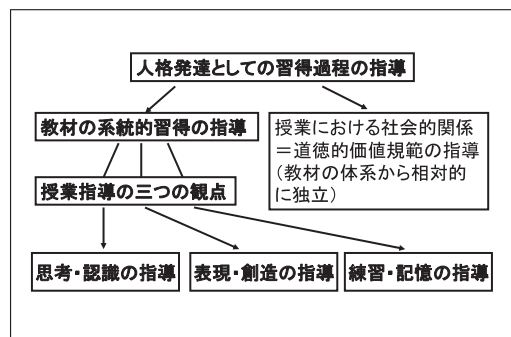 人格発達としての習得過程の指導
教材の系統的習得の指導
授業における社会的関係
=道徳的価値規範の指導
(教材の体系から相対的
に独立)
授業指導の三つの観点
思考・認識の指導
表現・創造の指導
練習・記憶の指導